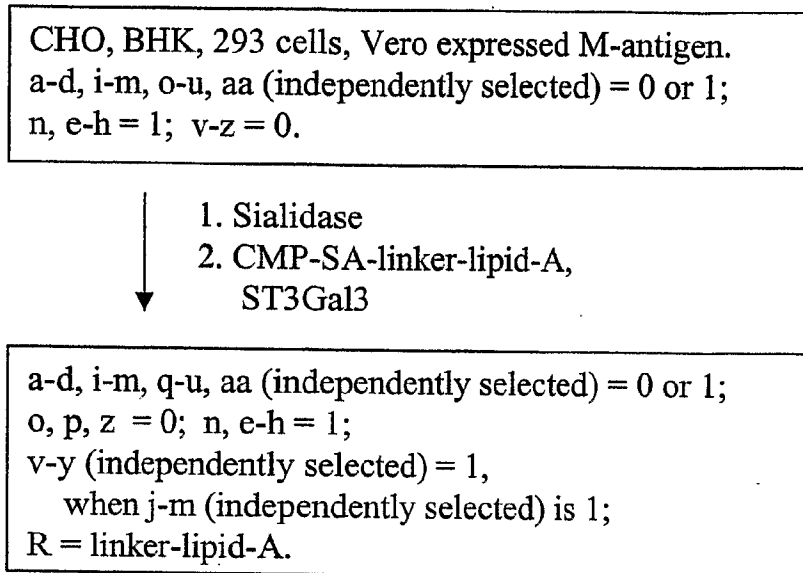 CHO, BHK, 293 cells, Vero expressed M-antigen.
a-d, i-m, o-u, aa (independently selected) = 0 or 1;
n, e-h = 1; v-z = 0.
1. Sialidase
2. CMP-SA-linker-lipid-A,
ST3Gal3
a-d, i-m, q-u, aa (independently selected) = 0 or 1;
o, p, z = 0; n, e-h = 1;
v-y (independently selected) = 1,
when j-m (independently selected) is 1;
R = linker-lipid-A.